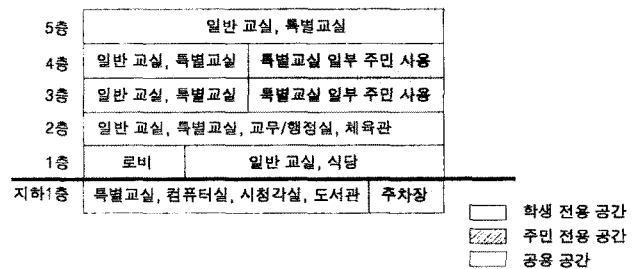 5층 일반 교실, 특별교실
4층 일반 교실, 특별교실 특별교실 일부 주민 사용
3층 일반 교실, 특별교실 특별교실 일부 주민 사용
2층 일반 교실, 특별교실, 교무/행정실, 체육관
1층 로비 일반 교실, 식당
지하1층 특별교실, 컴퓨터실, 시청각실, 도서관 주차장
학생 전용 공간
주민 전용 공간
공용 공간